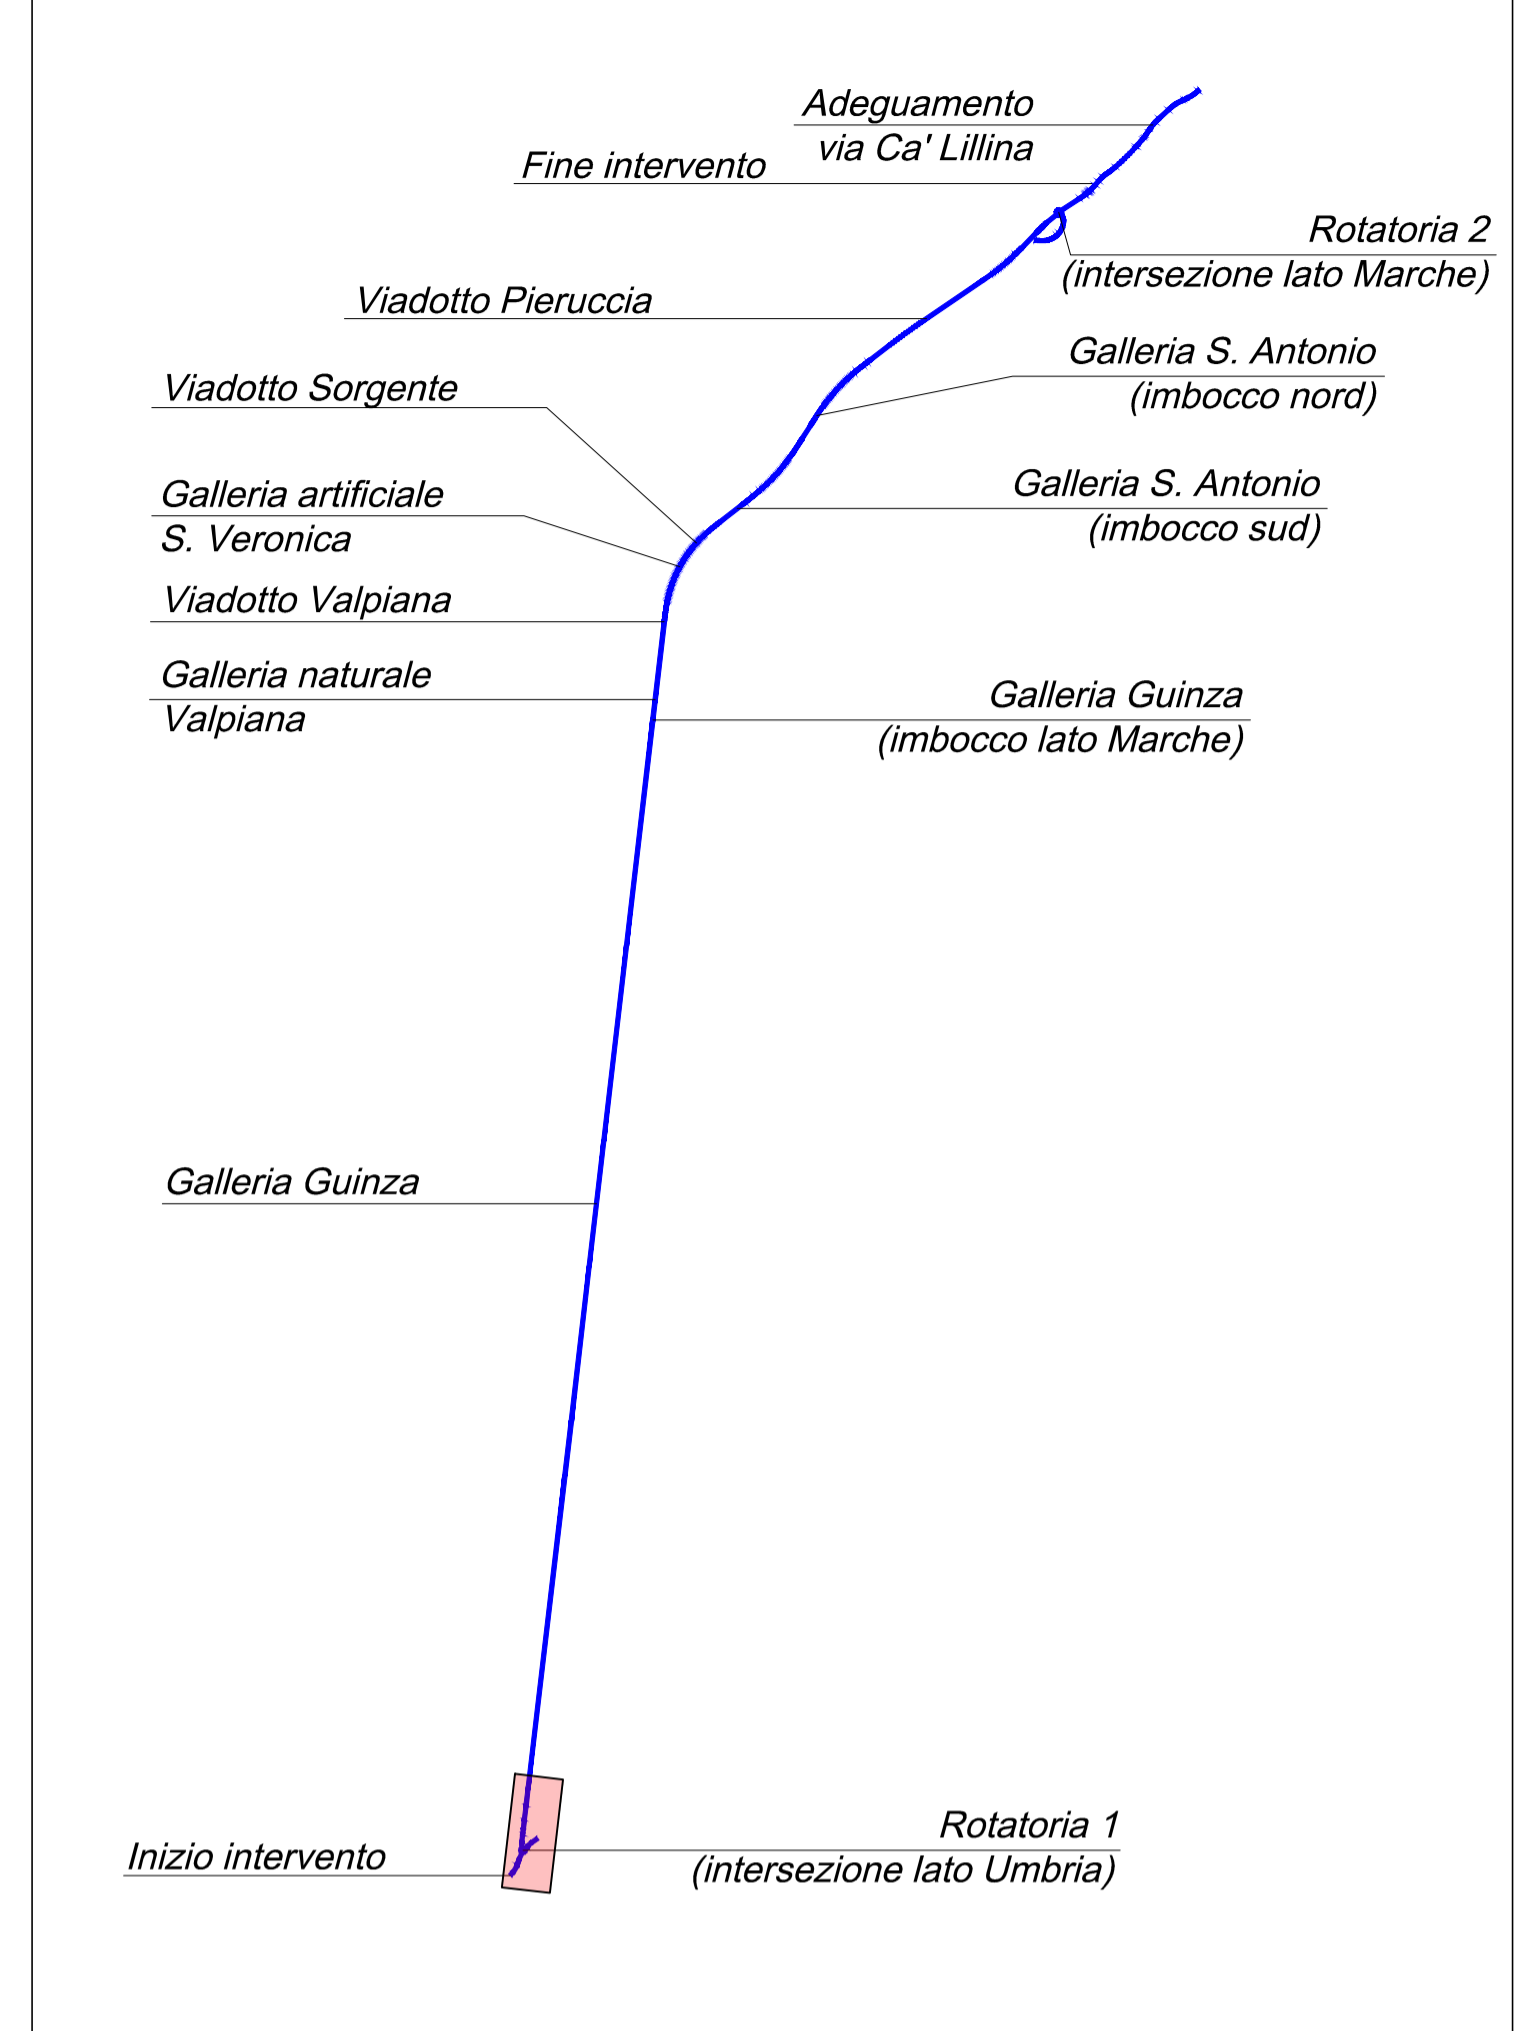 Adeguamento
via Ca' Lillina
Fine intervento
Rotatoria 2
(intersezione lato Marche)
Viadotto Pieruccia
Galleria S. Antonio
(imbocco nord)
Viadotto Sorgente
Galleria S. Antonio
(imbocco sud)
Galleria artificiale
S. Veronica
Viadotto Valpiana
Galleria naturale
Valpiana
Galleria Guinza
(imbocco lato Marche)
Galleria Guinza
Rotatoria 1
(intersezione lato Umbria)
Inizio intervento